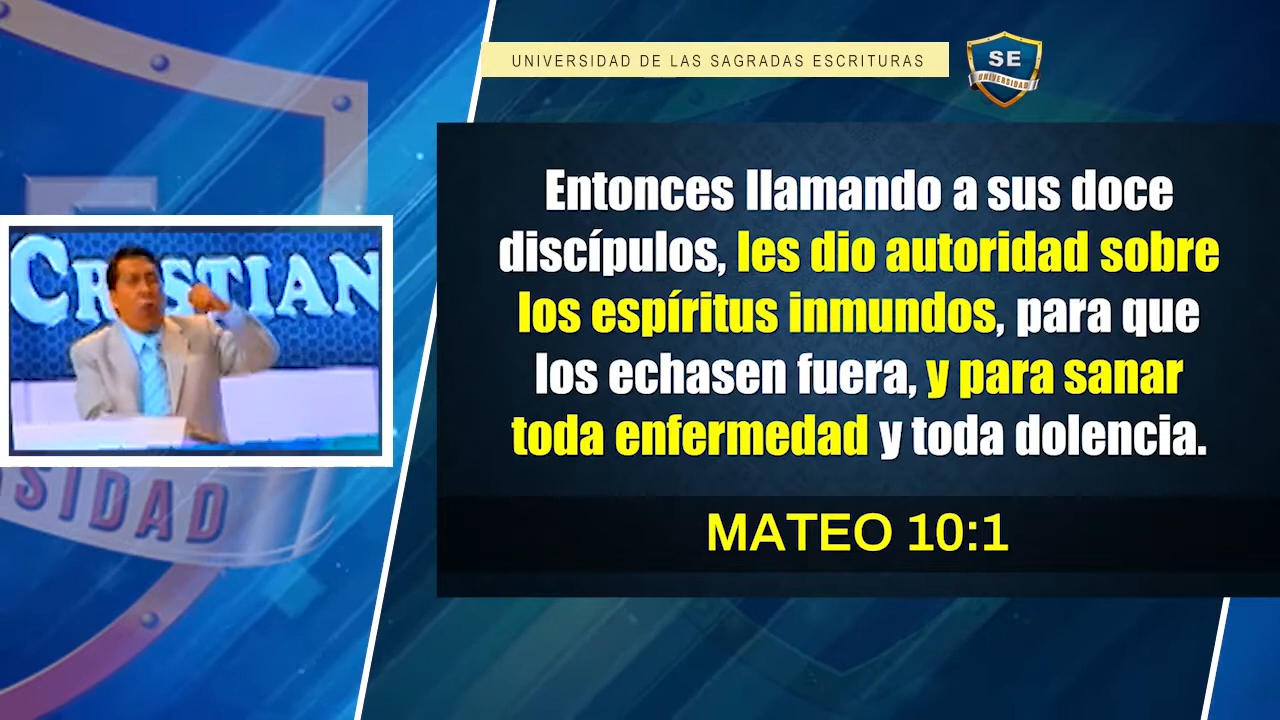 UNIVERSIDAD DE LAS SAGRADAS ESCRITURAS
SE
UNIVERSIDAD
Entonces llamando a sus doce
discípulos, les dio autoridad sobre
los espíritus inmundos, para que
los echasen fuera, y para sanar
toda enfermedad y toda dolencia.
MATEO 10:1
CRISTIAN
SIDAD